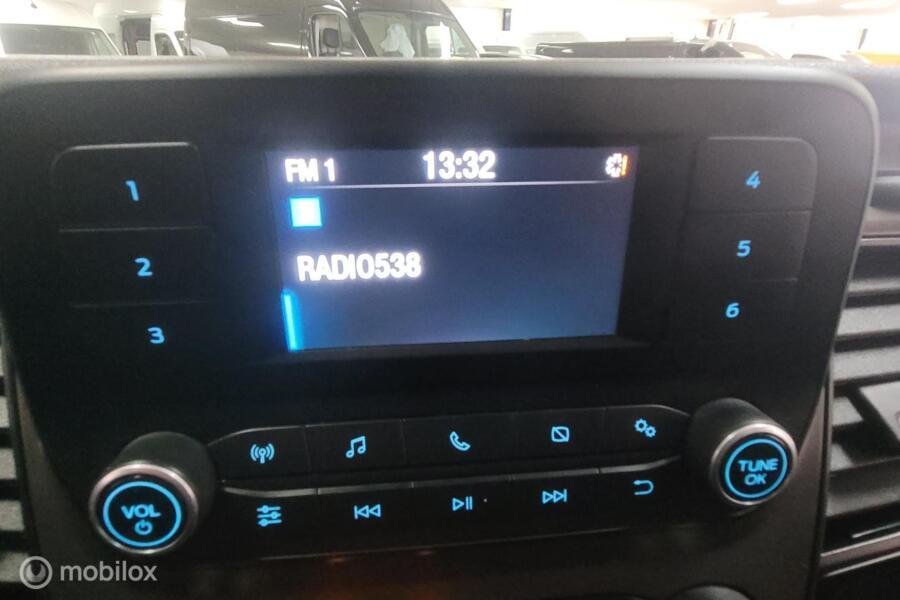 FM 1 13:32
RADIO538
1
2
3
4
5
6
VOL
TUNE
OK
mobilox